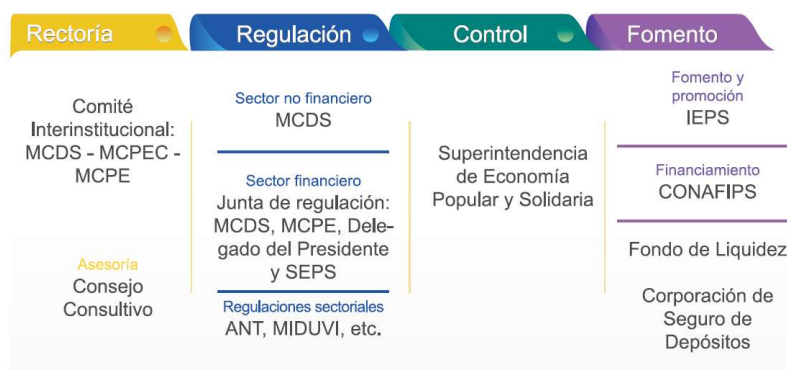 Rectoría
Comité
Interinstitucional:
MCDS - MCPEC -
MCPE
Asesoría
Consejo
Consultivo
Regulación
Sector no financiero
MCDS
Sector financiero
Junta de regulación:
MCDS, MCPE, Dele-
gado del Presidente
y SEPS
Regulaciones sectoriales
ANT, MIDUVI, etc.
Control
Superintendencia
de Economía
Popular y Solidaria
Fomento
Fomento y
promoción
IEPS
Financiamiento
CONAFIPS
Fondo de Liquidez
Corporación de
Seguro de
Depósitos